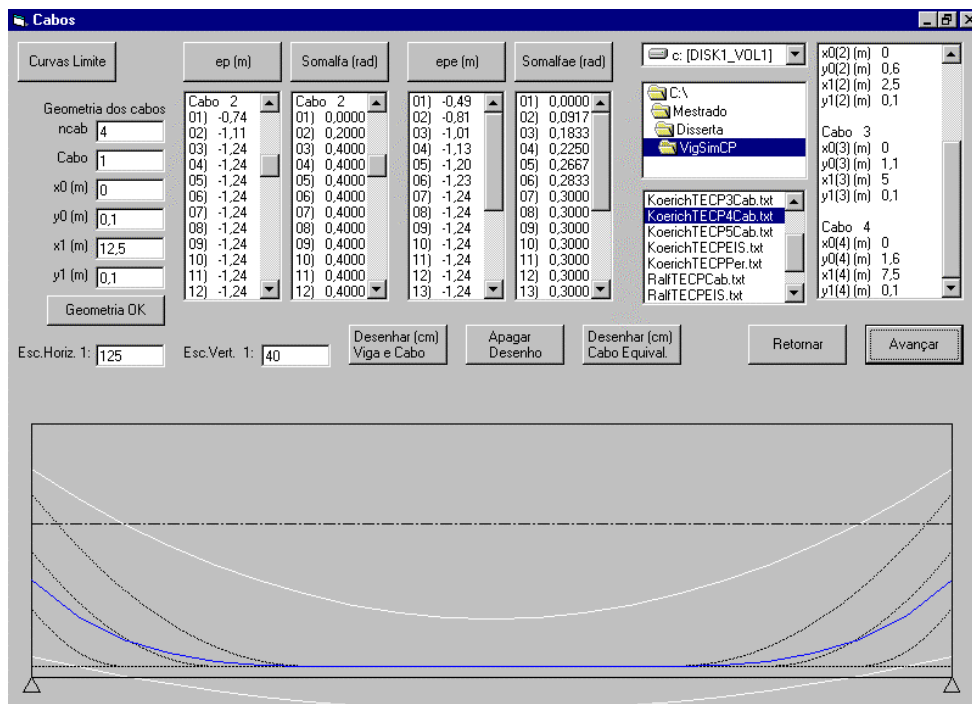 Cabos
Curvas Limite
ep (m)
Somalfa (rad)
epe (m)
Somalfae (rad)
c: [DISK1_VOL1]
Geometria dos cabos
ncab 4
Cabo 1
x0 (m) 0
y0 (m) 0,1
x1 (m) 12,5
y1 (m) 0,1
Geometria OK
Cabo 2
01) -0,74
02) -1,11
03) -1,24
04) -1,24
05) -1,24
06) -1,24
07) -1,24
08) -1,24
09) -1,24
10) -1,24
11) -1,24
12) -1,24
Cabo 2
01) 0,0000
02) 0,2000
03) 0,4000
04) 0,4000
05) 0,4000
06) 0,4000
07) 0,4000
08) 0,4000
09) 0,4000
10) 0,4000
11) 0,4000
12) 0,4000
01) -0,49
02) -0,81
03) -1,01
04) -1,13
05) -1,20
06) -1,23
07) -1,24
08) -1,24
09) -1,24
10) -1,24
11) -1,24
12) -1,24
13) -1,24
01) 0,0000
02) 0,0917
03) 0,1833
04) 0,2250
05) 0,2667
06) 0,2833
07) 0,3000
08) 0,3000
09) 0,3000
10) 0,3000
11) 0,3000
12) 0,3000
13) 0,3000
C:\
Mestrado
Disserta
VigSimCP
KoerichTECP3Cab.txt
KoerichTECP4Cab.txt
KoerichTECP5Cab.txt
KoerichTECPEIS.txt
KoerichTECPPer.txt
RalfTECPCab.txt
RalfTECPEIS.txt
x0(2) (m) 0
y0(2) (m) 0,6
x1(2) (m) 2,5
y1(2) (m) 0,1
Cabo 3
x0(3) (m) 0
y0(3) (m) 1,1
x1(3) (m) 5
y1(3) (m) 0,1
Cabo 4
x0(4) (m) 0
y0(4) (m) 1,6
x1(4) (m) 7,5
y1(4) (m) 0,1
Esc.Horiz. 1: 125
Esc.Vert. 1: 40
Desenhar (cm)
Viga e Cabo
Apagar
Desenho
Desenhar (cm)
Cabo Equival.
Retornar
Avançar